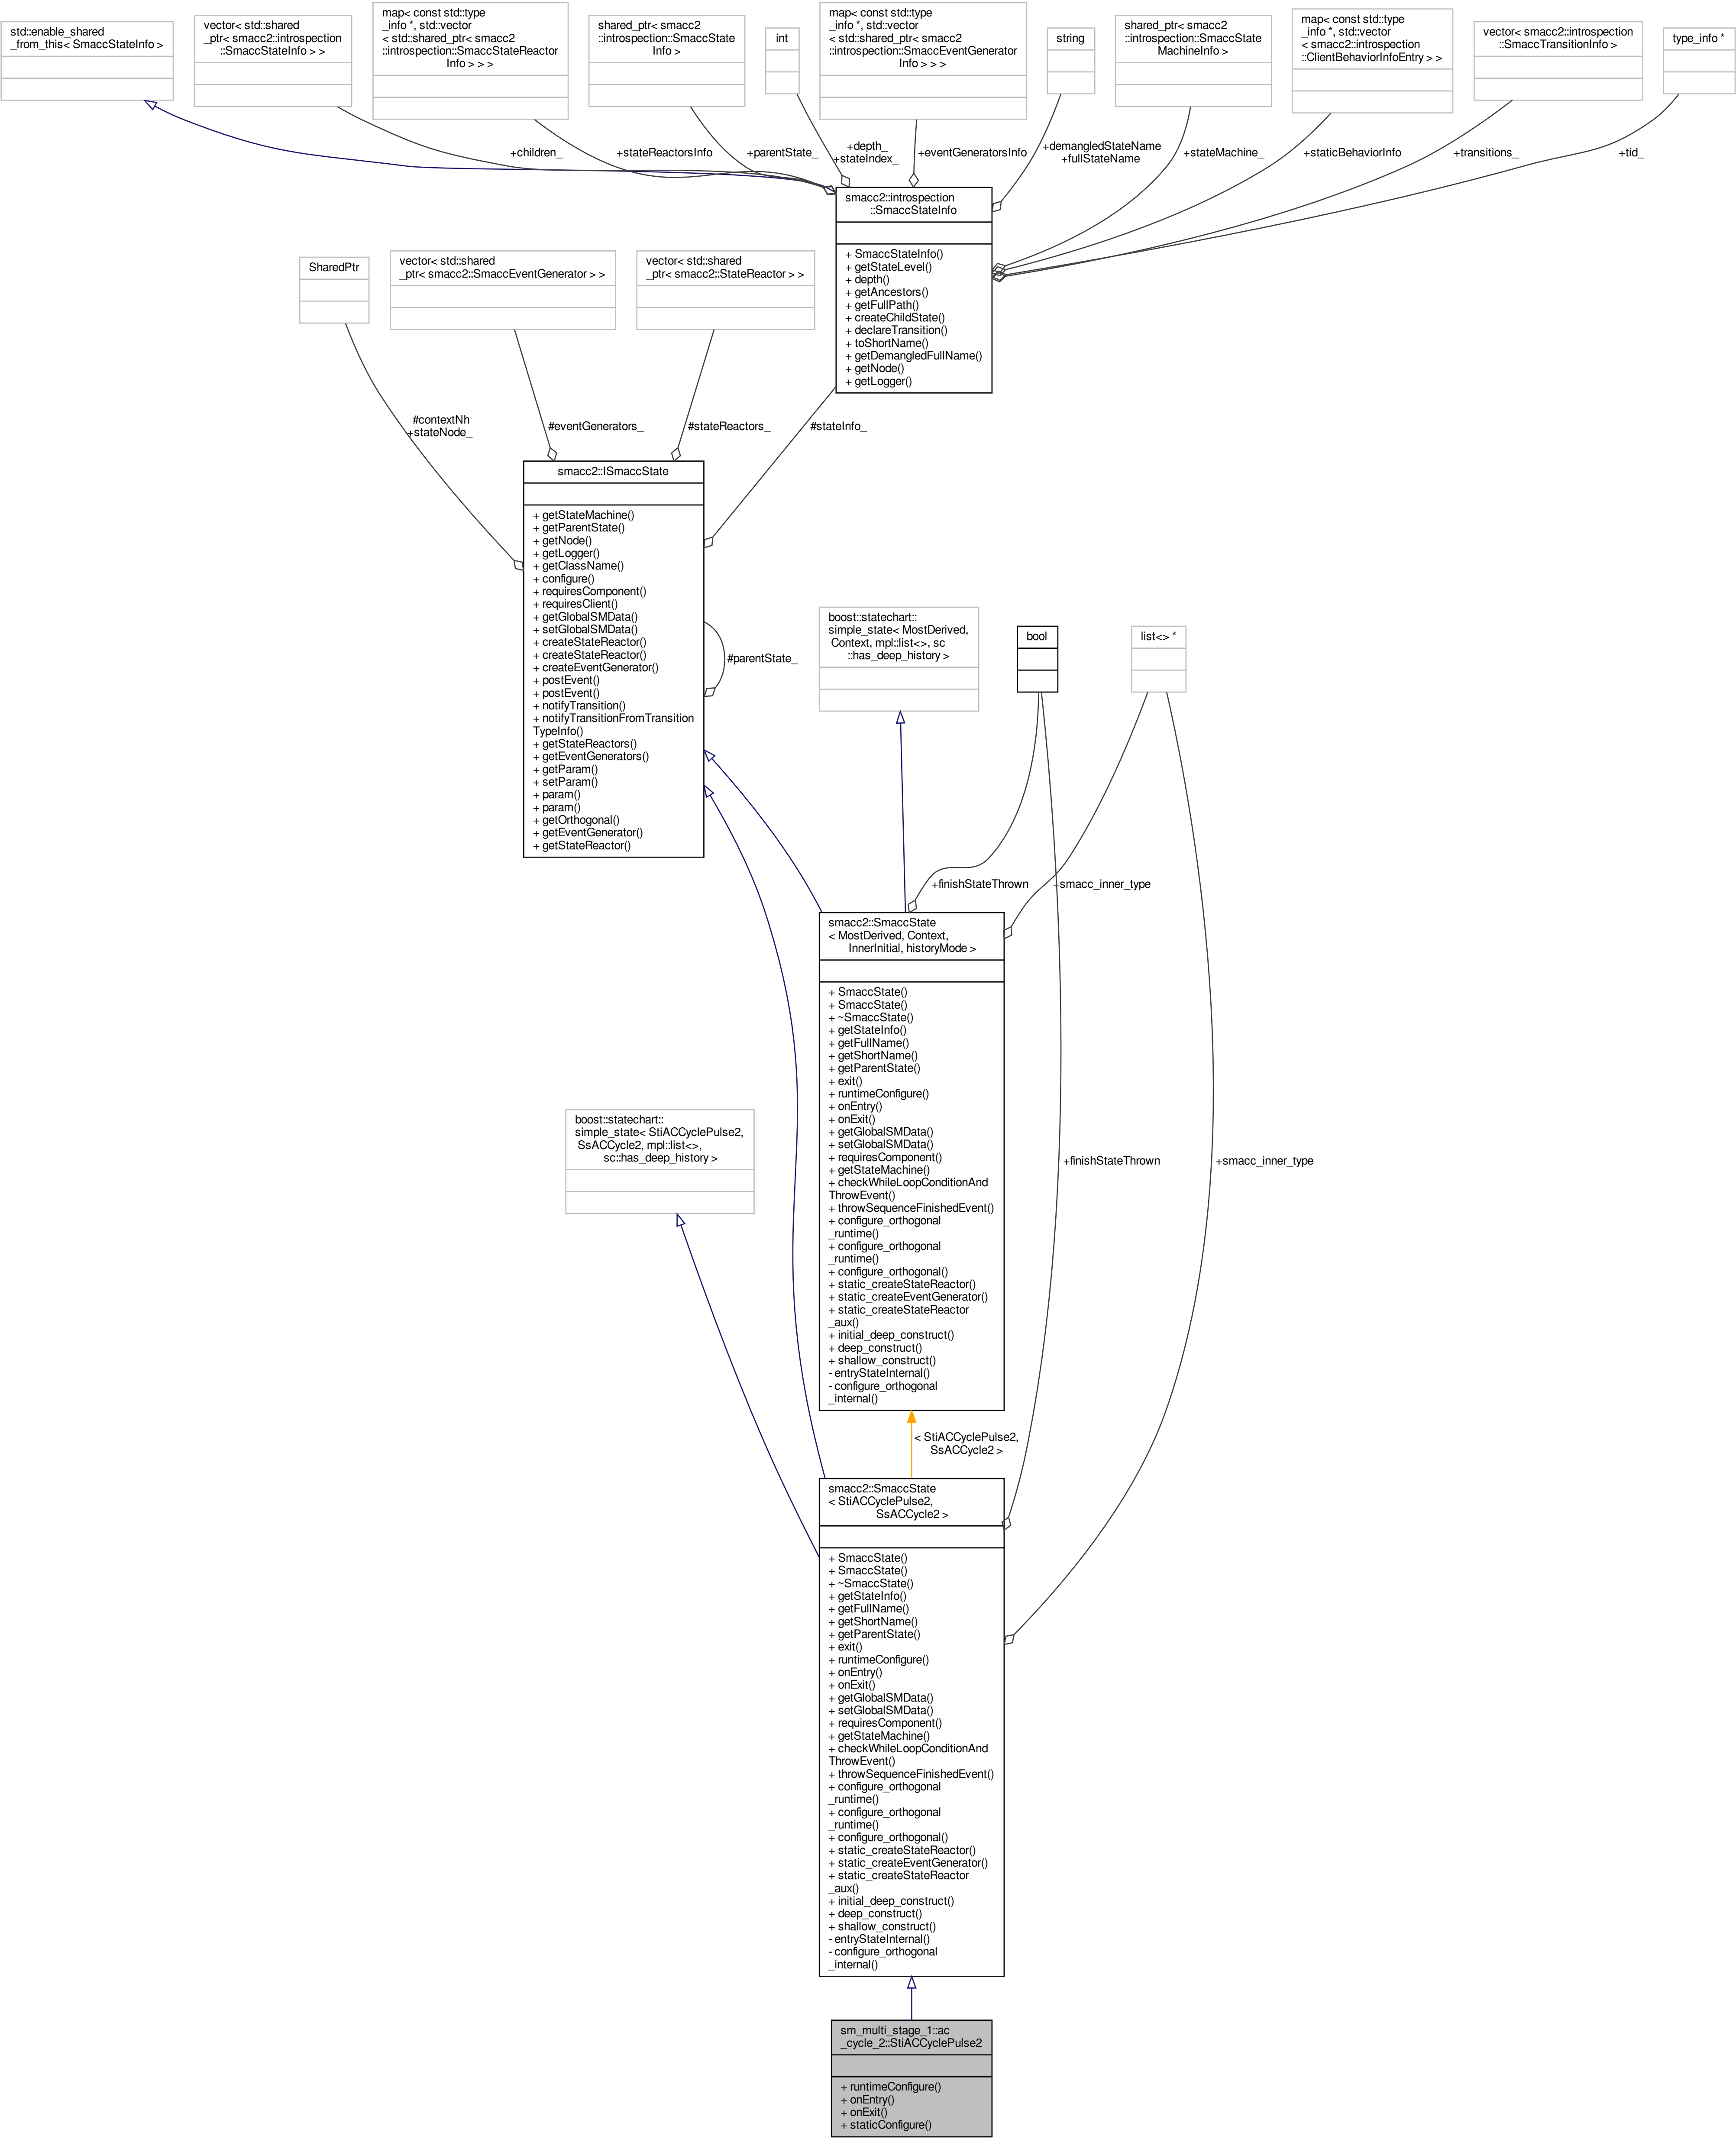 std::enable_shared
_from_this< SmaccStateInfo >
vector< std::shared
_ptr< smacc2::introspection
::SmaccStateInfo > >
map< const std::type
_info *, std::vector
< std::shared_ptr< smacc2
::introspection::SmaccStateReactor
Info > > >
shared_ptr< smacc2
::introspection::SmaccState
Info >
int
map< const std::type
_info *, std::vector
< std::shared_ptr< smacc2
::introspection::SmaccEventGenerator
Info > > >
string
shared_ptr< smacc2
::introspection::SmaccState
MachineInfo >
map< const std::type
_info *, std::vector
< smacc2::introspection
::ClientBehaviorInfoEntry > >
vector< smacc2::introspection
::SmaccTransitionInfo >
type_info *
+children_
+stateReactorsInfo
+parentState_
+depth_
+stateIndex_
+eventGeneratorsInfo
+demangledStateName
+fullStateName
+stateMachine_
+staticBehaviorInfo
+transitions_
+tid_
smacc2::introspection
::SmaccStateInfo
+ SmaccStateInfo()
+ getStateLevel()
+ depth()
+ getAncestors()
+ getFullPath()
+ createChildState()
+ declareTransition()
+ toShortName()
+ getDemangledFullName()
+ getNode()
+ getLogger()
SharedPtr
vector< std::shared
_ptr< smacc2::SmaccEventGenerator > >
vector< std::shared
_ptr< smacc2::StateReactor > >
#contextNh
+stateNode_
#eventGenerators_
#stateReactors_
#stateInfo_
smacc2::ISmaccState
+ getStateMachine()
+ getParentState()
+ getNode()
+ getLogger()
+ getClassName()
+ configure()
+ requiresComponent()
+ requiresClient()
+ getGlobalSMData()
+ setGlobalSMData()
+ createStateReactor()
+ createStateReactor()
+ createEventGenerator()
+ postEvent()
+ postEvent()
+ notifyTransition()
+ notifyTransitionFromTransition
TypeInfo()
+ getStateReactors()
+ getEventGenerators()
+ getParam()
+ setParam()
+ param()
+ param()
+ getOrthogonal()
+ getEventGenerator()
+ getStateReactor()
#parentState_
boost::statechart::
simple_state< MostDerived,
Context, mpl::list<>, sc
::has_deep_history >
bool
list<> *
+finishStateThrown
+smacc_inner_type
smacc2::SmaccState
< MostDerived, Context,
InnerInitial, historyMode >
+ SmaccState()
+ SmaccState()
+ ~SmaccState()
+ getStateInfo()
+ getFullName()
+ getShortName()
+ getParentState()
+ exit()
+ runtimeConfigure()
+ onEntry()
+ onExit()
+ getGlobalSMData()
+ setGlobalSMData()
+ requiresComponent()
+ getStateMachine()
+ checkWhileLoopConditionAnd
ThrowEvent()
+ throwSequenceFinishedEvent()
+ configure_orthogonal
_runtime()
+ configure_orthogonal
_runtime()
+ configure_orthogonal()
+ static_createStateReactor()
+ static_createEventGenerator()
+ static_createStateReactor
_aux()
+ initial_deep_construct()
+ deep_construct()
+ shallow_construct()
- entryStateInternal()
- configure_orthogonal
_internal()
boost::statechart::
simple_state< StiACCyclePulse2,
SsACCycle2, mpl::list<>,
sc::has_deep_history >
+finishStateThrown
+smacc_inner_type
< StiACCyclePulse2,
SsACCycle2 >
smacc2::SmaccState
< StiACCyclePulse2,
SsACCycle2 >
+ SmaccState()
+ SmaccState()
+ ~SmaccState()
+ getStateInfo()
+ getFullName()
+ getShortName()
+ getParentState()
+ exit()
+ runtimeConfigure()
+ onEntry()
+ onExit()
+ getGlobalSMData()
+ setGlobalSMData()
+ requiresComponent()
+ getStateMachine()
+ checkWhileLoopConditionAnd
ThrowEvent()
+ throwSequenceFinishedEvent()
+ configure_orthogonal
_runtime()
+ configure_orthogonal
_runtime()
+ configure_orthogonal()
+ static_createStateReactor()
+ static_createEventGenerator()
+ static_createStateReactor
_aux()
+ initial_deep_construct()
+ deep_construct()
+ shallow_construct()
- entryStateInternal()
- configure_orthogonal
_internal()
sm_multi_stage_1::ac
_cycle_2::StiACCyclePulse2
+ runtimeConfigure()
+ onEntry()
+ onExit()
+ staticConfigure()